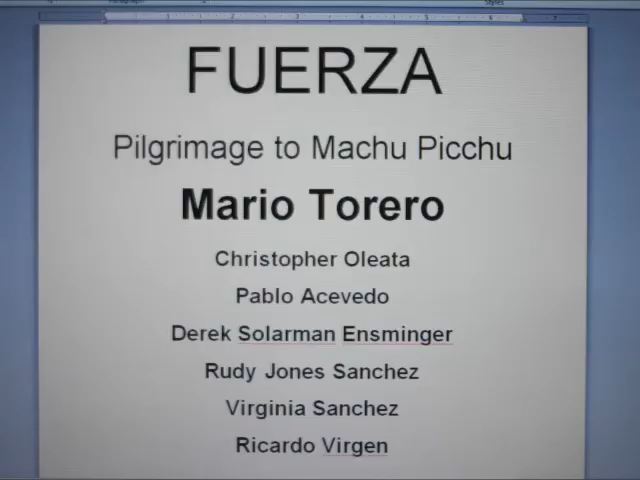 FUERZA
Pilgrimage to Machu Picchu
Mario Torero
Christopher Oleata
Pablo Acevedo
Derek Solarman Ensminger
Rudy Jones Sanchez
Virginia Sanchez
Ricardo Virgen